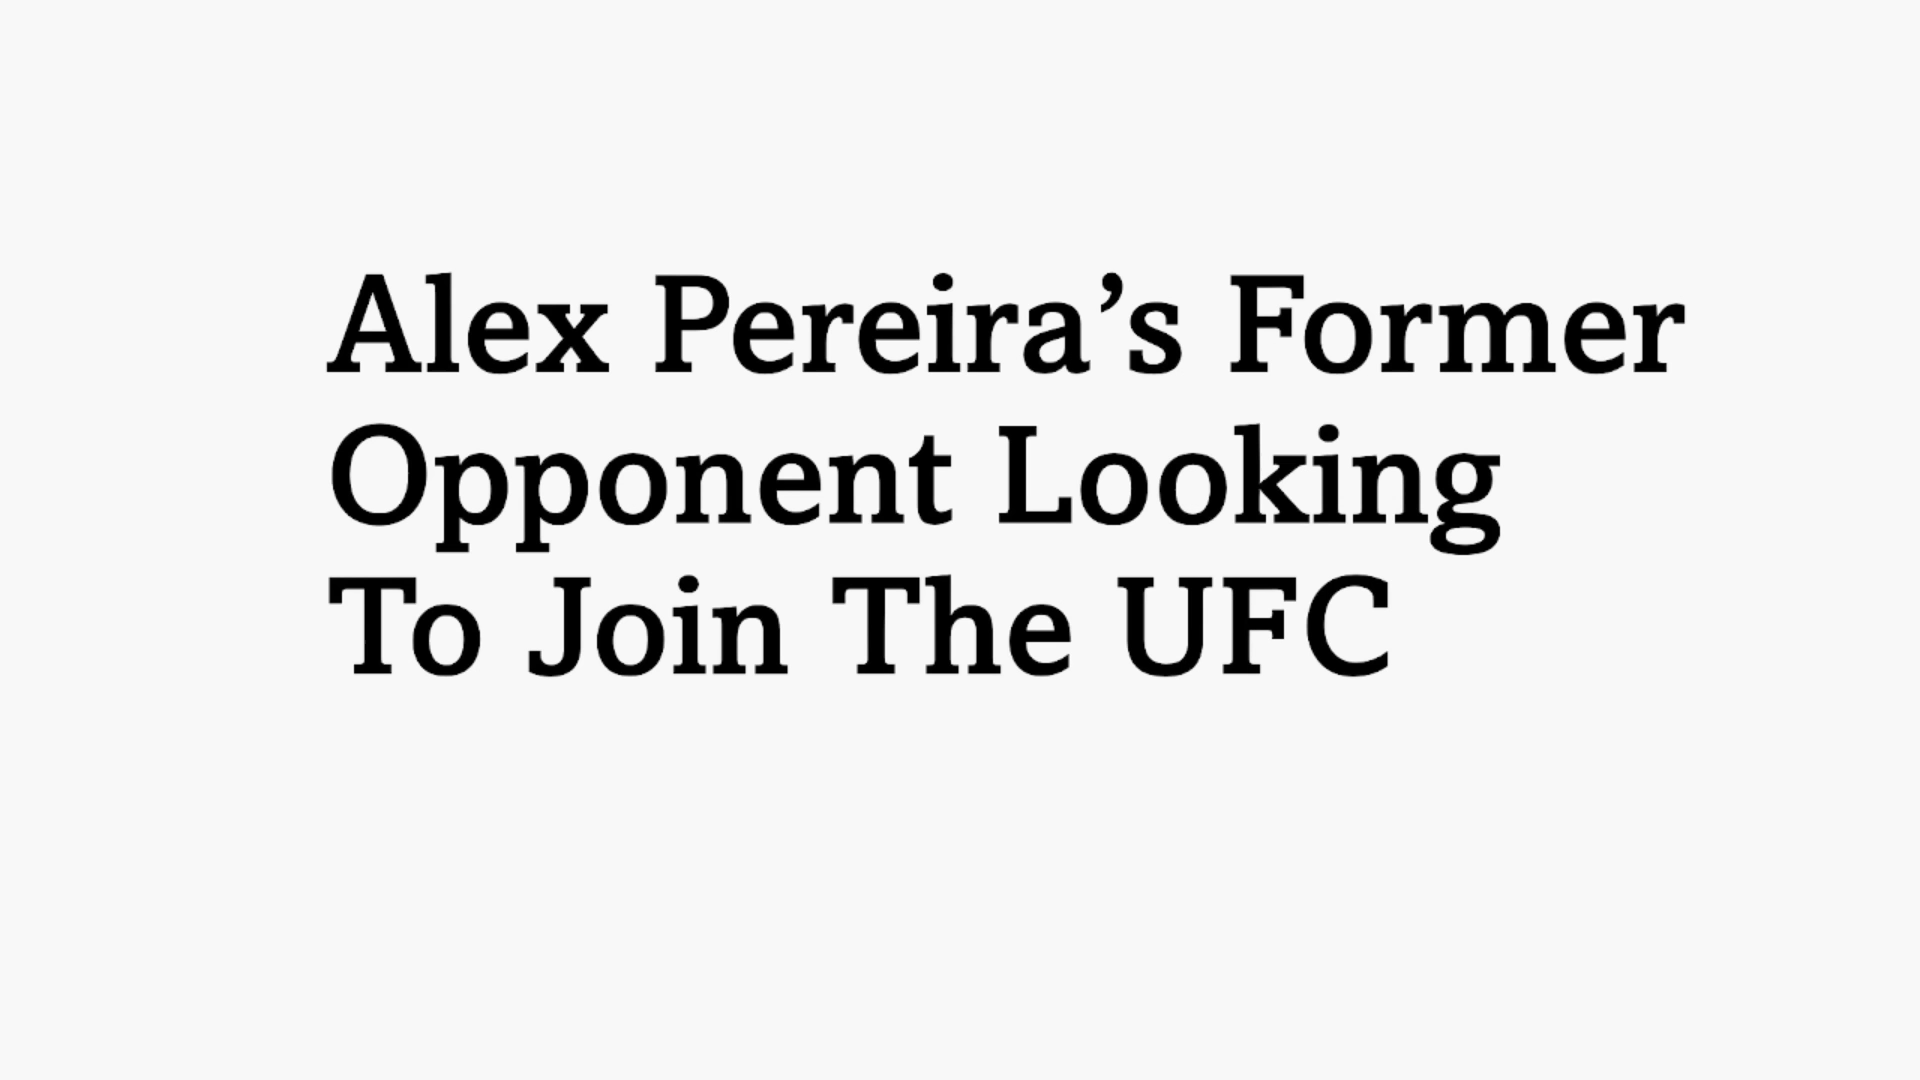 Alex Pereira’s Former
Opponent Looking
To Join The UFC